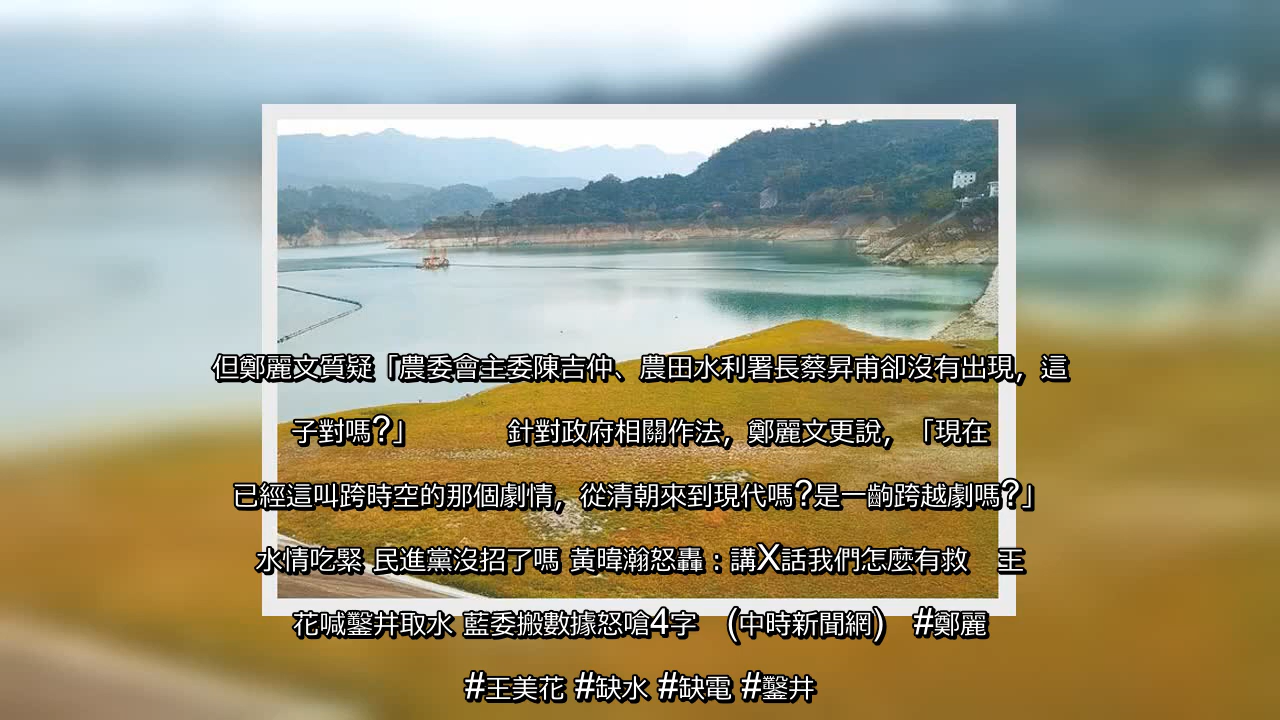 但鄭麗文質疑「農委會主委陳吉仲、農田水利署長蔡昇甫卻沒有出現，這
子對嗎?」 針對政府相關作法，鄭麗文更說，「現在
已經這叫跨時空的那個劇情，從清朝來到現代嗎?是一齣跨越劇嗎?」
水情吃緊 民進黨沒招了嗎 黃暐瀚怒轟：講X話我們怎麼有救 王
花喊鑿井取水 藍委搬數據怒嗆4字 (中時新聞網) #鄭麗
#王美花 #缺水 #缺電 #鑿井